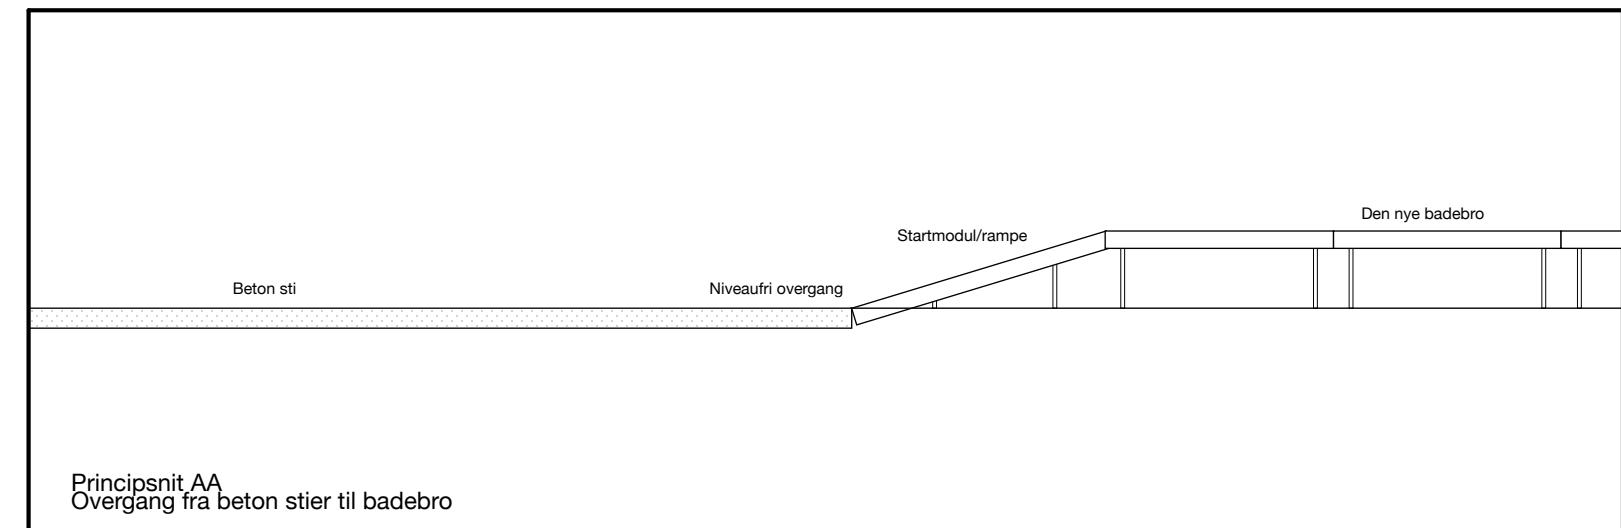 Den nye badebro
Startmodul/rampe
Beton sti
Niveaufri overgang
Principsnit AA
Overgang fra beton stier til badebro